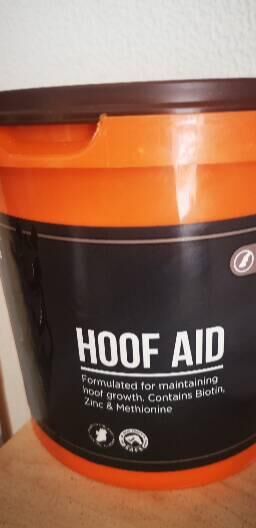 HOOF AID
Formulated for maintaining
hoof growth. Contains Biotin,
Zinc & Methionine